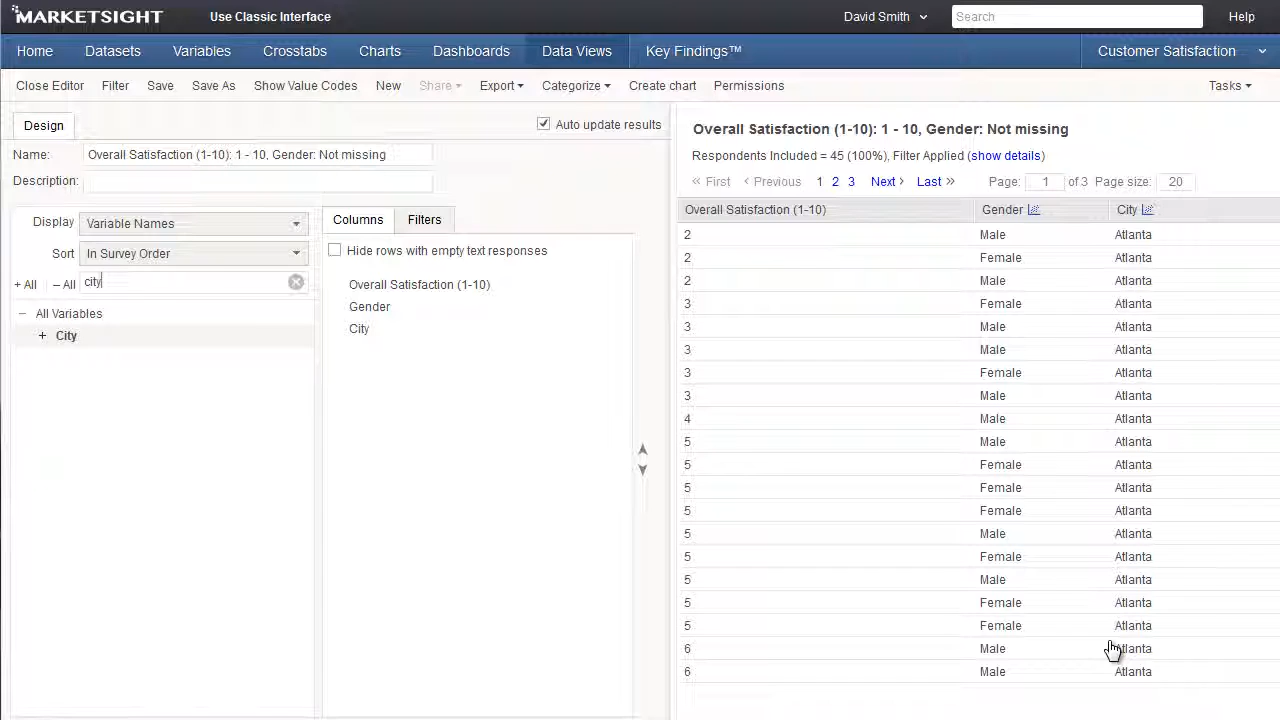 MARKETSIGHT Use Classic Interface David Smith Search Help
Home Datasets Variables Crosstabs Charts Dashboards Data Views Key Findings™ Customer Satisfaction
Close Editor Filter Save Save As Show Value Codes New Share Export Categorize Create chart Permissions Tasks
Design Auto update results
Name: Overall Satisfaction (1-10): 1 - 10, Gender: Not missing
Description:
Display Variable Names
Sort In Survey Order
+ All – All city
– All Variables
+ City
Columns Filters
Hide rows with empty text responses
Overall Satisfaction (1-10)
Gender
City
Overall Satisfaction (1-10): 1 - 10, Gender: Not missing
Respondents Included = 45 (100%), Filter Applied (show details)
« First ‹ Previous 1 2 3 Next › Last » Page: 1 of 3 Page size: 20
Overall Satisfaction (1-10) Gender City
2 Male Atlanta
2 Female Atlanta
2 Male Atlanta
3 Female Atlanta
3 Male Atlanta
3 Male Atlanta
3 Female Atlanta
3 Male Atlanta
4 Male Atlanta
5 Male Atlanta
5 Female Atlanta
5 Female Atlanta
5 Female Atlanta
5 Male Atlanta
5 Female Atlanta
5 Male Atlanta
5 Female Atlanta
5 Female Atlanta
6 Male Atlanta
6 Male Atlanta